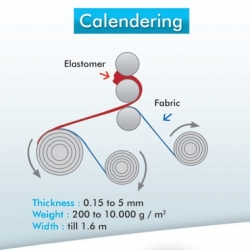 Calendering
Elastomer
Fabric
Thickness : 0.15 to 5 mm
Weight : 200 to 10.000 g / m²
Width : till 1.6 m